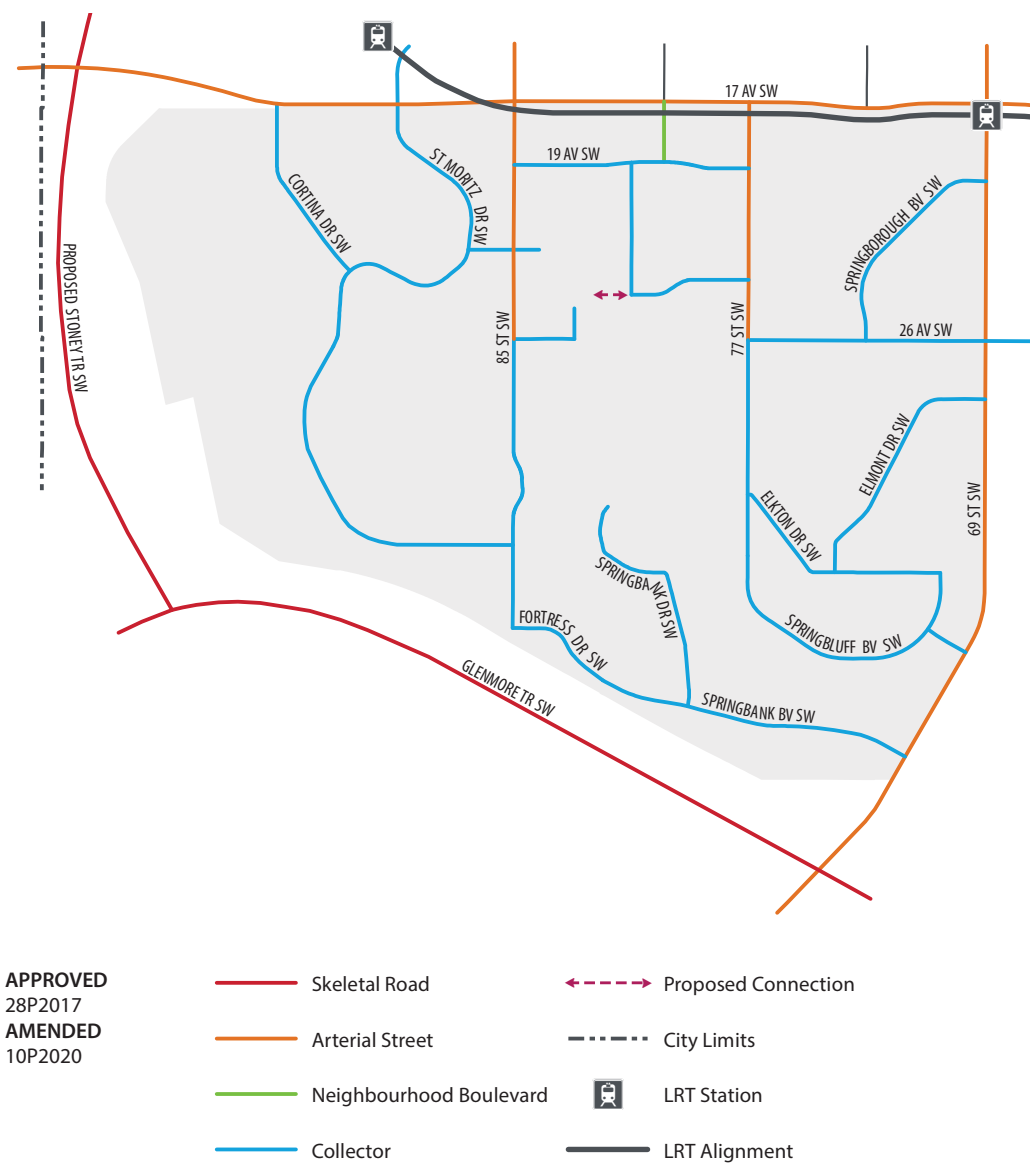 17 AV SW
19 AV SW
ST MORITZ DR SW
CORTINA DR SW
SPRINGBOROUGH BV SW
PROPOSED STONEY TR SW
85 ST SW
77 ST SW
26 AV SW
ELMONT DR SW
69 ST SW
ELKTON DR SW
SPRINGBANK DR SW
FORTRESS DR SW
SPRINGBLUFF BV SW
GLENMORE TR SW
SPRINGBANK BV SW
APPROVED
28P2017
AMENDED
10P2020
Skeletal Road
Arterial Street
Neighbourhood Boulevard
Collector
Proposed Connection
City Limits
LRT Station
LRT Alignment